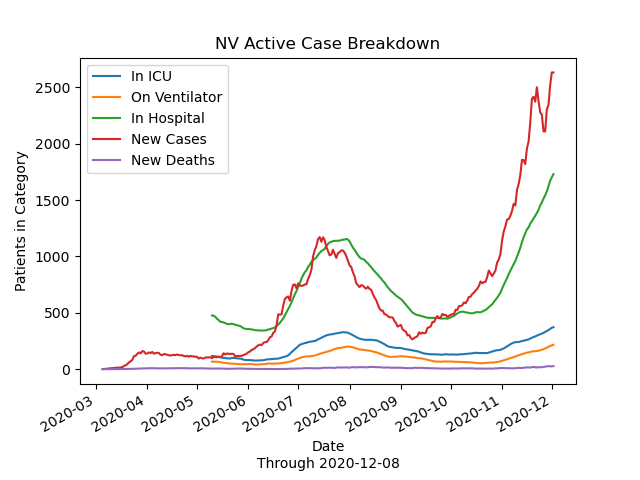 NV Active Case Breakdown
In ICU
On Ventilator
In Hospital
New Cases
New Deaths
2500
2000
1500
1000
500
0
Patients in Category
2020-03
2020-04
2020-05
2020-06
2020-07
2020-08
2020-09
2020-10
2020-11
2020-12
Date
Through 2020-12-08